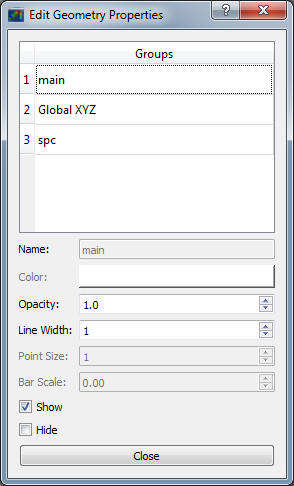 Edit Geometry Properties
Groups
1 main
2 Global XYZ
3 spc
Name: main
Color:
Opacity: 1.0
Line Width: 1
Point Size: 1
Bar Scale: 0.00
Show
Hide
Close